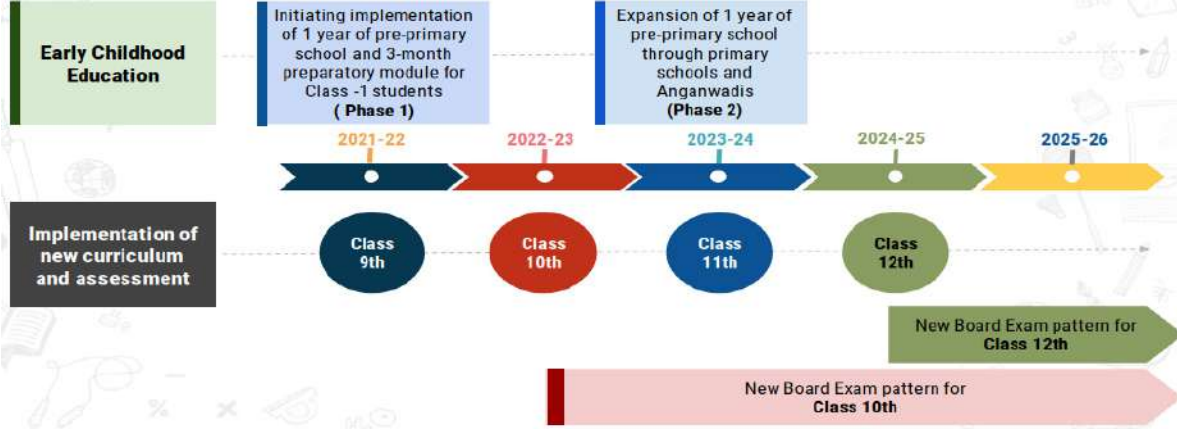 Early Childhood
Education
Initiating implementation
of 1 year of pre-primary
school and 3-month
preparatory module for
Class -1 students
( Phase 1)
Expansion of 1 year of
pre-primary school
through primary
schools and
Anganwadis
(Phase 2)
2021-22
2022-23
2023-24
2024-25
2025-26
Implementation of
new curriculum
and assessment
Class
9th
Class
10th
Class
11th
Class
12th
New Board Exam pattern for
Class 12th
New Board Exam pattern for
Class 10th